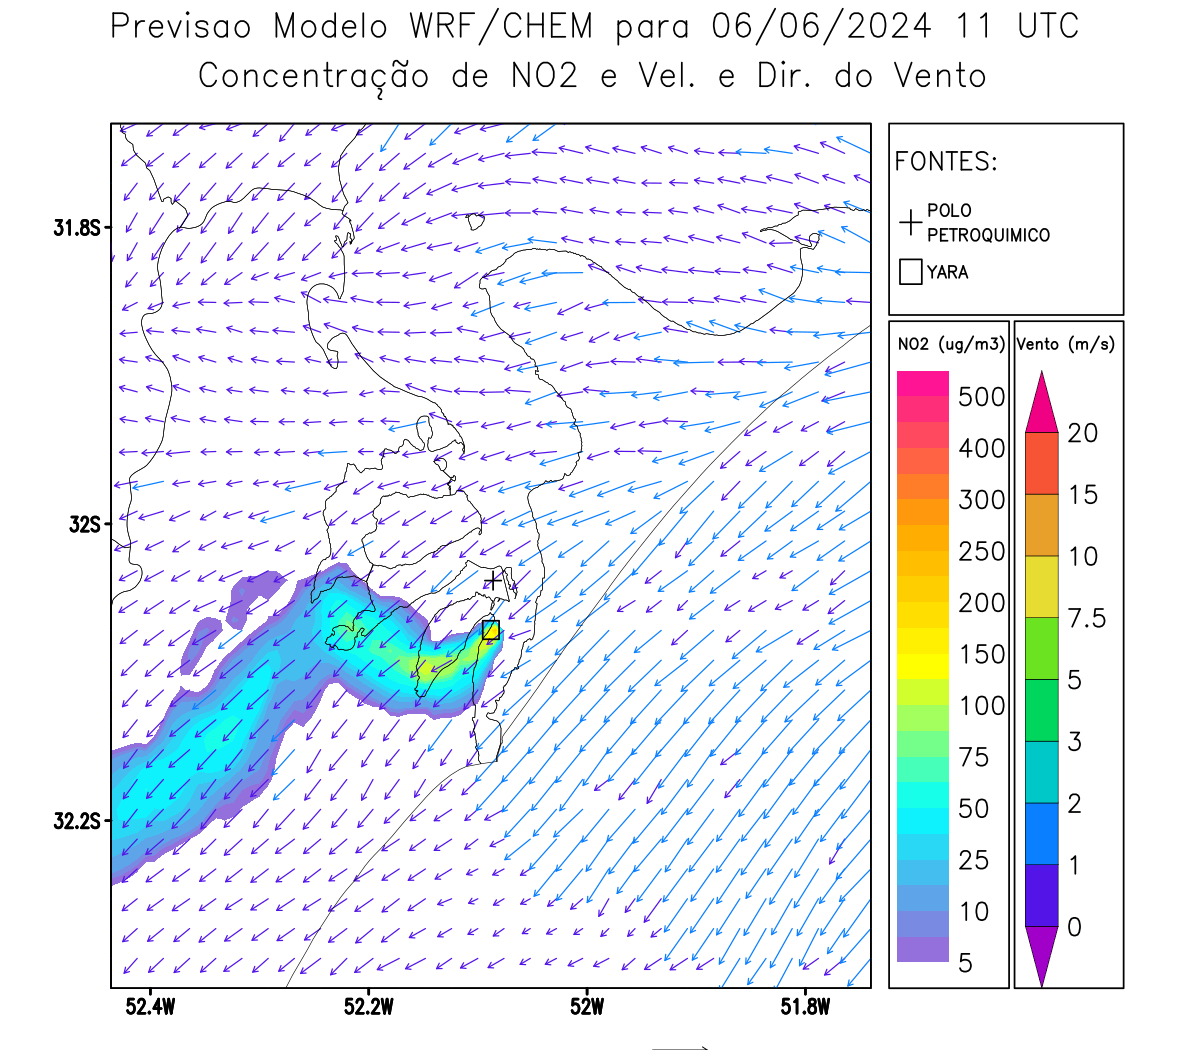 Previsao Modelo WRF/CHEM para 06/06/2024 11 UTC
Concentração de NO2 e Vel. e Dir. do Vento
FONTES:
POLO
PETROQUIMICO
YARA
31.8S
32S
32.2S
52.4W
52.2W
52W
51.8W
NO2 (ug/m3)
500
400
300
250
200
150
100
75
50
25
10
5
Vento (m/s)
20
15
10
7.5
5
3
2
1
0